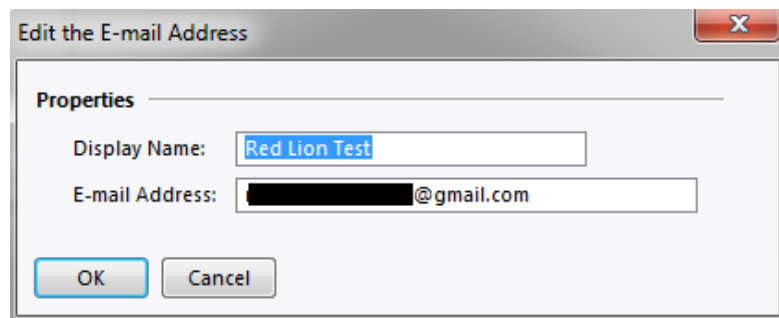 Edit the E-mail Address
Properties
Display Name: Red Lion Test
E-mail Address: @gmail.com
OK Cancel